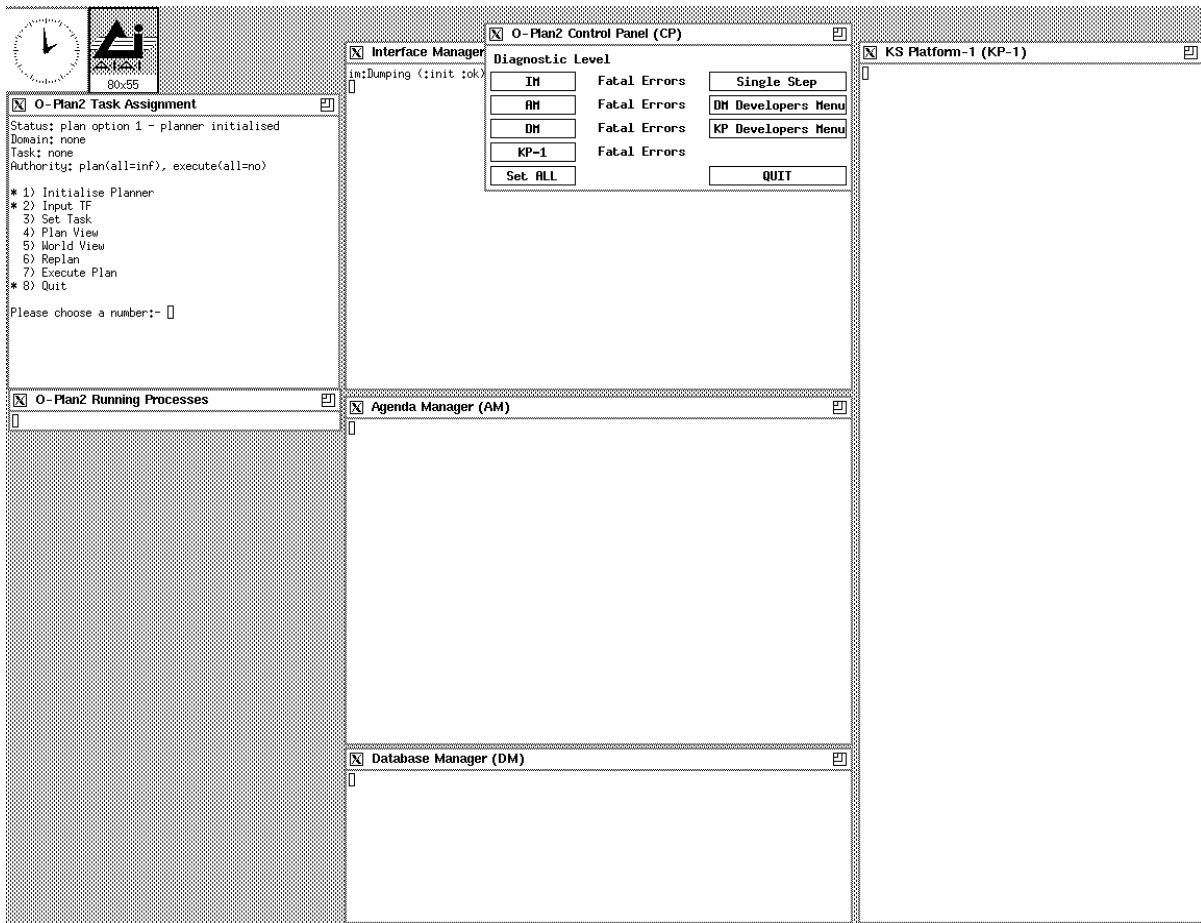 AIAI
80x55
O-Plan2 Task Assignment
Status: plan option 1 - planner initialised
Domain: none
Task: none
Authority: plan(all=inf), execute(all=no)
* 1) Initialise Planner
* 2) Input TF
3) Set Task
4) Plan View
5) World View
6) Replan
7) Execute Plan
* 8) Quit
Please choose a number:-
O-Plan2 Running Processes
Interface Manager
im:Dumping (:init :ok)
O-Plan2 Control Panel (CP)
Diagnostic Level
IM Fatal Errors Single Step
AM Fatal Errors DM Developers Menu
DM Fatal Errors KP Developers Menu
KP-1 Fatal Errors
Set ALL QUIT
Agenda Manager (AM)
Database Manager (DM)
KS Platform-1 (KP-1)